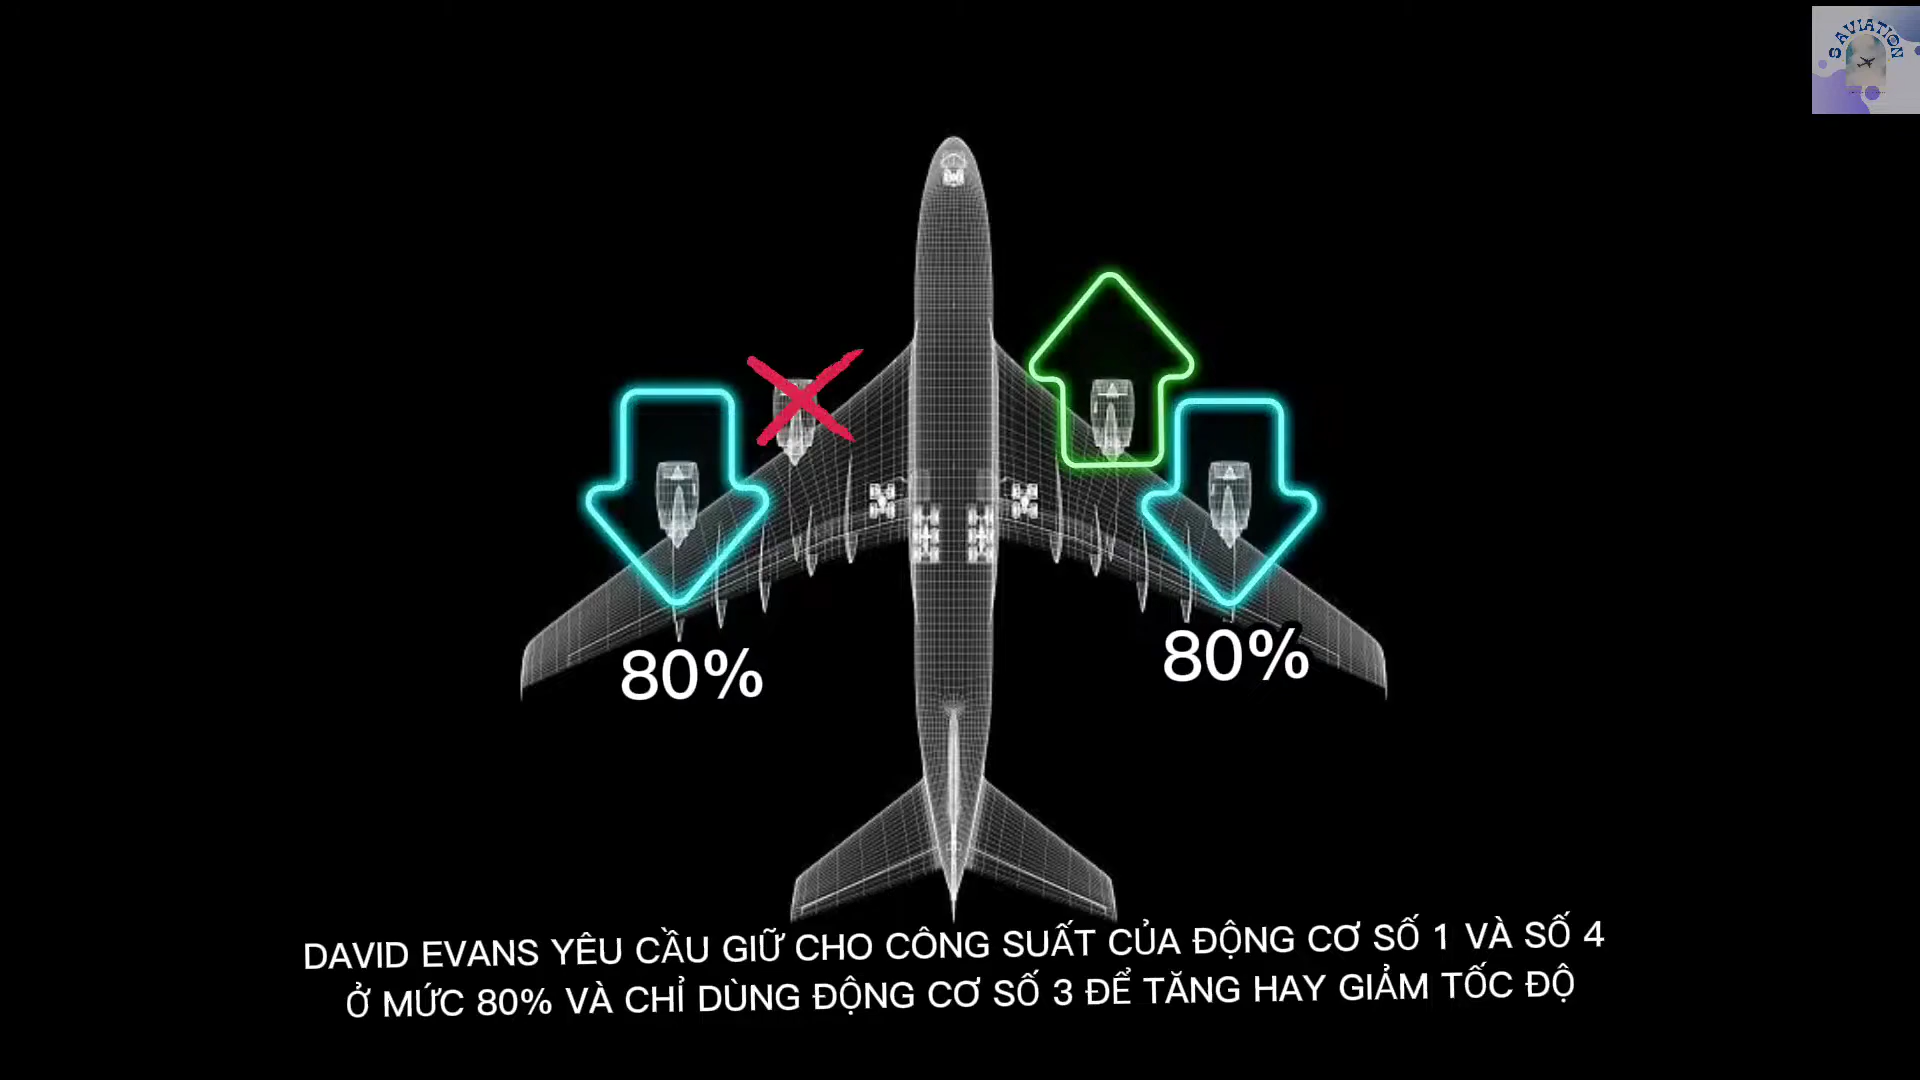 S AVIATION
80%
80%
DAVID EVANS YÊU CẦU GIỮ CHO CÔNG SUẤT CỦA ĐỘNG CƠ SỐ 1 VÀ SỐ 4
Ở MỨC 80% VÀ CHỈ DÙNG ĐỘNG CƠ SỐ 3 ĐỂ TĂNG HAY GIẢM TỐC ĐỘ